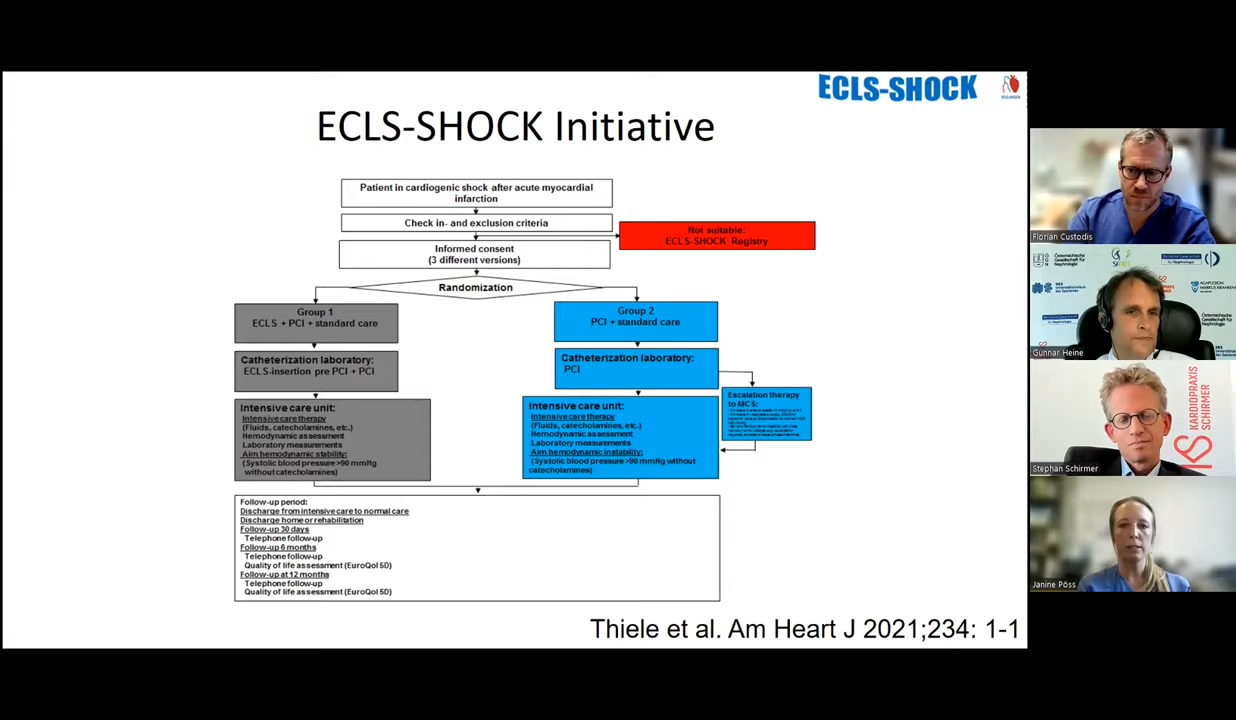 ECLS-SHOCK
ECLS-SHOCK Initiative
Patient in cardiogenic shock after acute myocardial
infarction
Check in- and exclusion criteria
Not suitable:
ECLS-SHOCK Registry
Informed consent
(3 different versions)
Randomization
Group 1
ECLS + PCI + standard care
Group 2
PCI + standard care
Catheterization laboratory:
ECLS-insertion pre PCI + PCI
Catheterization laboratory:
PCI
Escalation therapy
to MCS:
Intensive care unit:
Intensive care therapy
(Fluids, catecholamines, etc.)
Hemodynamic assessment
Laboratory measurements
Aim hemodynamic stability:
(Systolic blood pressure >90 mmHg
without catecholamines)
Intensive care unit:
Intensive care therapy
(Fluids, catecholamines, etc.)
Hemodynamic assessment
Laboratory measurements
Aim hemodynamic instability:
(Systolic blood pressure >90 mmHg without
catecholamines)
Follow-up period:
Discharge from intensive care to normal care
Discharge home or rehabilitation
Follow-up 30 days
Telephone follow-up
Follow-up 6 months
Telephone follow-up
Quality of life assessment (EuroQol 5D)
Follow-up at 12 months
Telephone follow-up
Quality of life assessment (EuroQol 5D)
Thiele et al. Am Heart J 2021;234: 1-1
Florian Custodis
Österreichische
Gesellschaft für
Nephrologie
Gunnar Heine
KARDIOPRAXIS
SCHIRMER
Stephan Schirmer
Janine Pöss